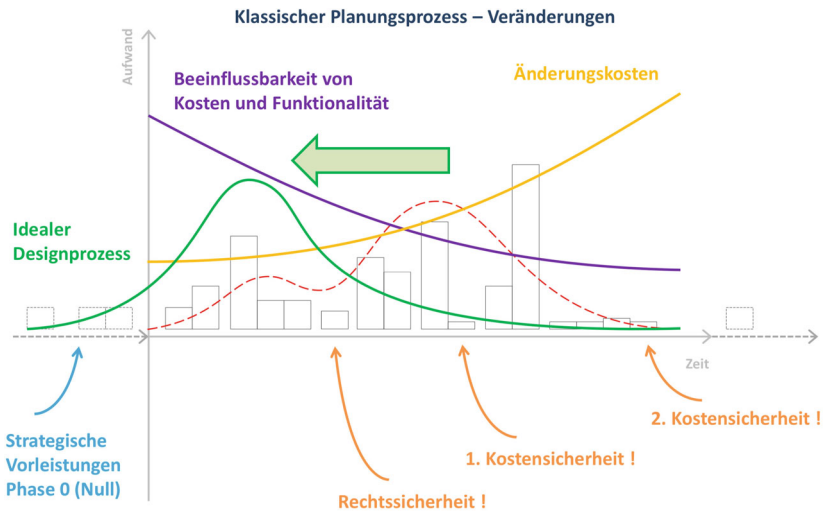 Klassischer Planungsprozess – Veränderungen
Aufwand
Beeinflussbarkeit von
Kosten und Funktionalität
Änderungskosten
Idealer
Designprozess
Zeit
Strategische
Vorleistungen
Phase 0 (Null)
Rechtssicherheit !
1. Kostensicherheit !
2. Kostensicherheit !